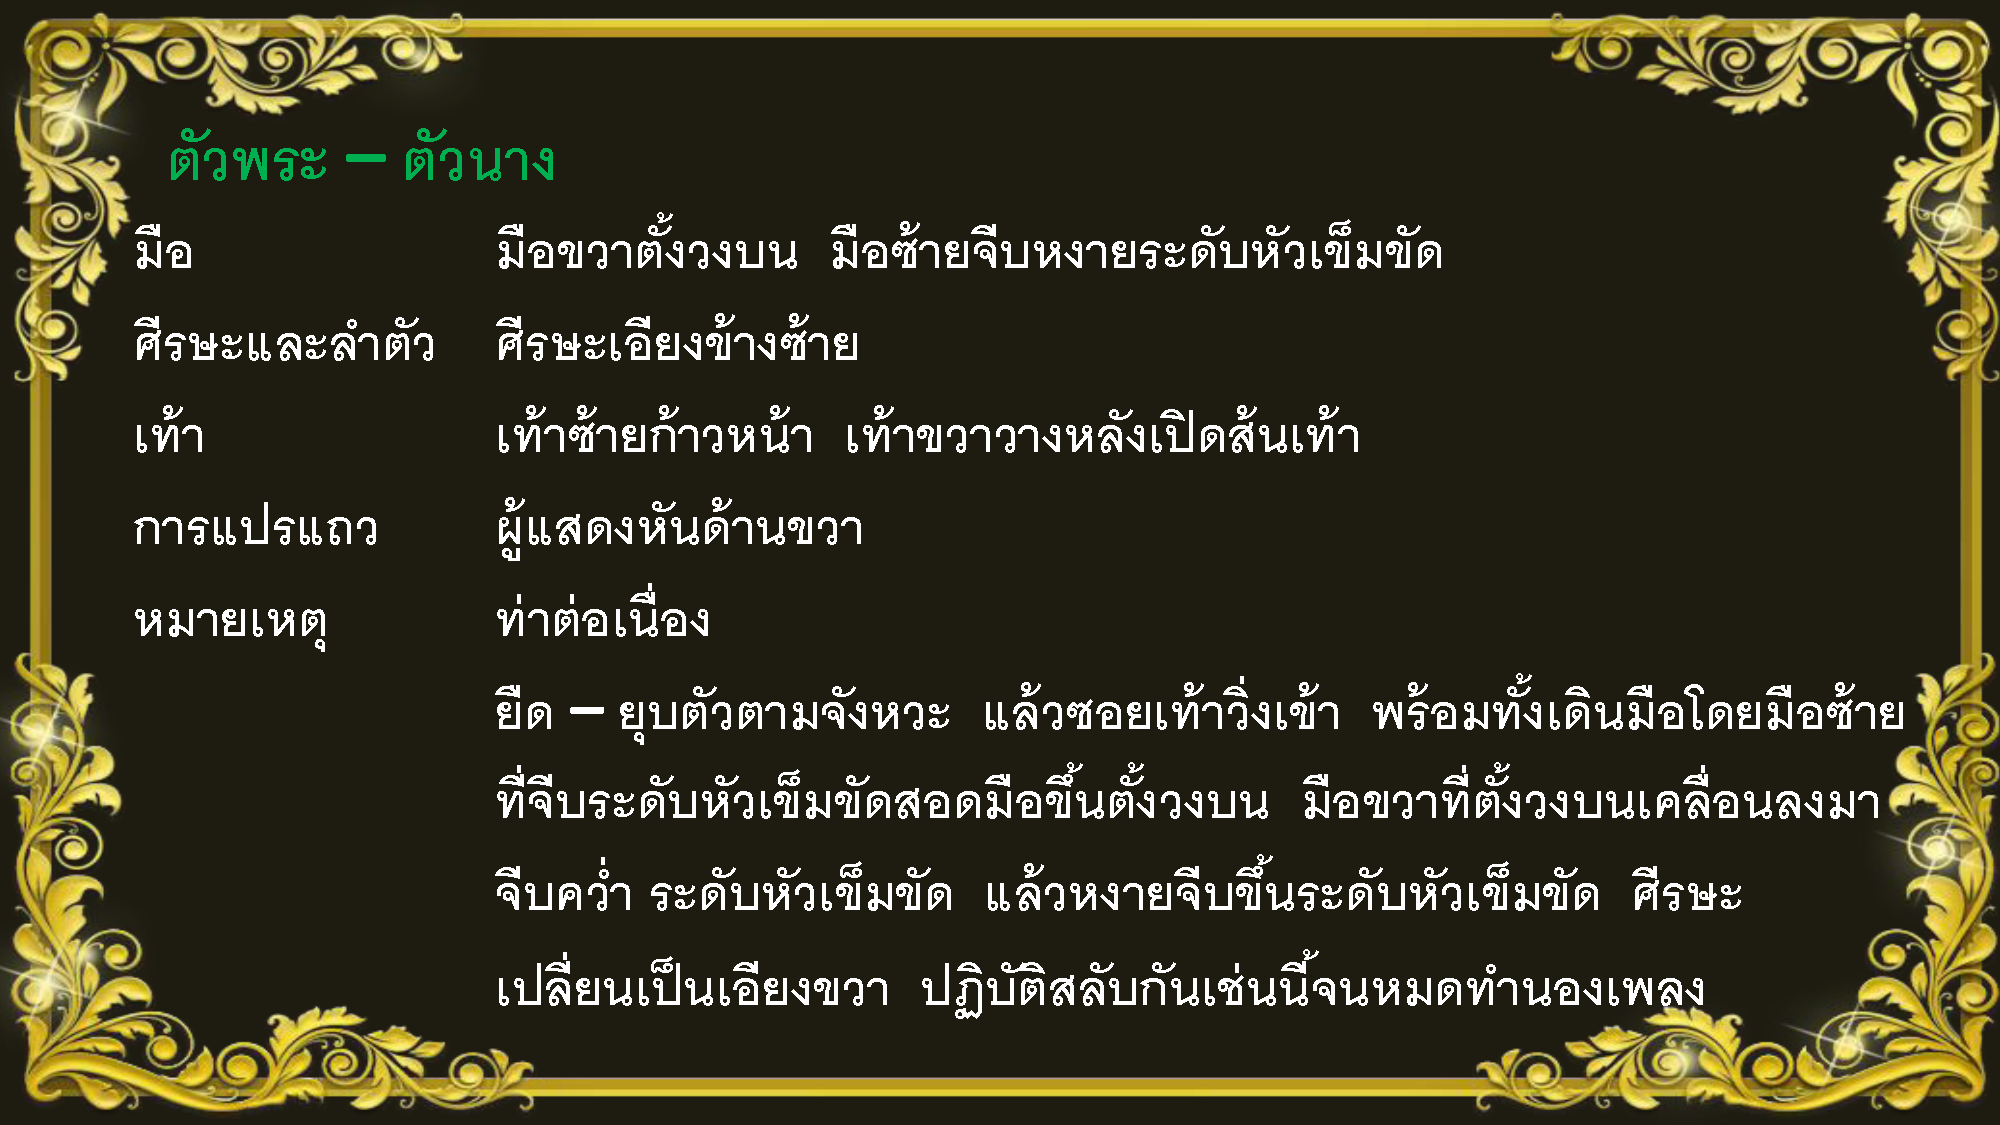 ตัวพระ – ตัวนาง
มือ มือขวาตั้งวงบน มือซ้ายจีบหงายระดับหัวเข็มขัด
ศีรษะและลำตัว ศีรษะเอียงข้างซ้าย
เท้า เท้าซ้ายก้าวหน้า เท้าขวาวางหลังเปิดส้นเท้า
การแปรแถว ผู้แสดงหันด้านขวา
หมายเหตุ ท่าต่อเนื่อง
ยืด – ยุบตัวตามจังหวะ แล้วซอยเท้าวิ่งเข้า พร้อมทั้งเดินมือโดยมือซ้าย
ที่จีบระดับหัวเข็มขัดสอดมือขึ้นตั้งวงบน มือขวาที่ตั้งวงบนเคลื่อนลงมา
จีบคว่ำ ระดับหัวเข็มขัด แล้วหงายจีบขึ้นระดับหัวเข็มขัด ศีรษะ
เปลี่ยนเป็นเอียงขวา ปฏิบัติสลับกันเช่นนี้จนหมดทำนองเพลง